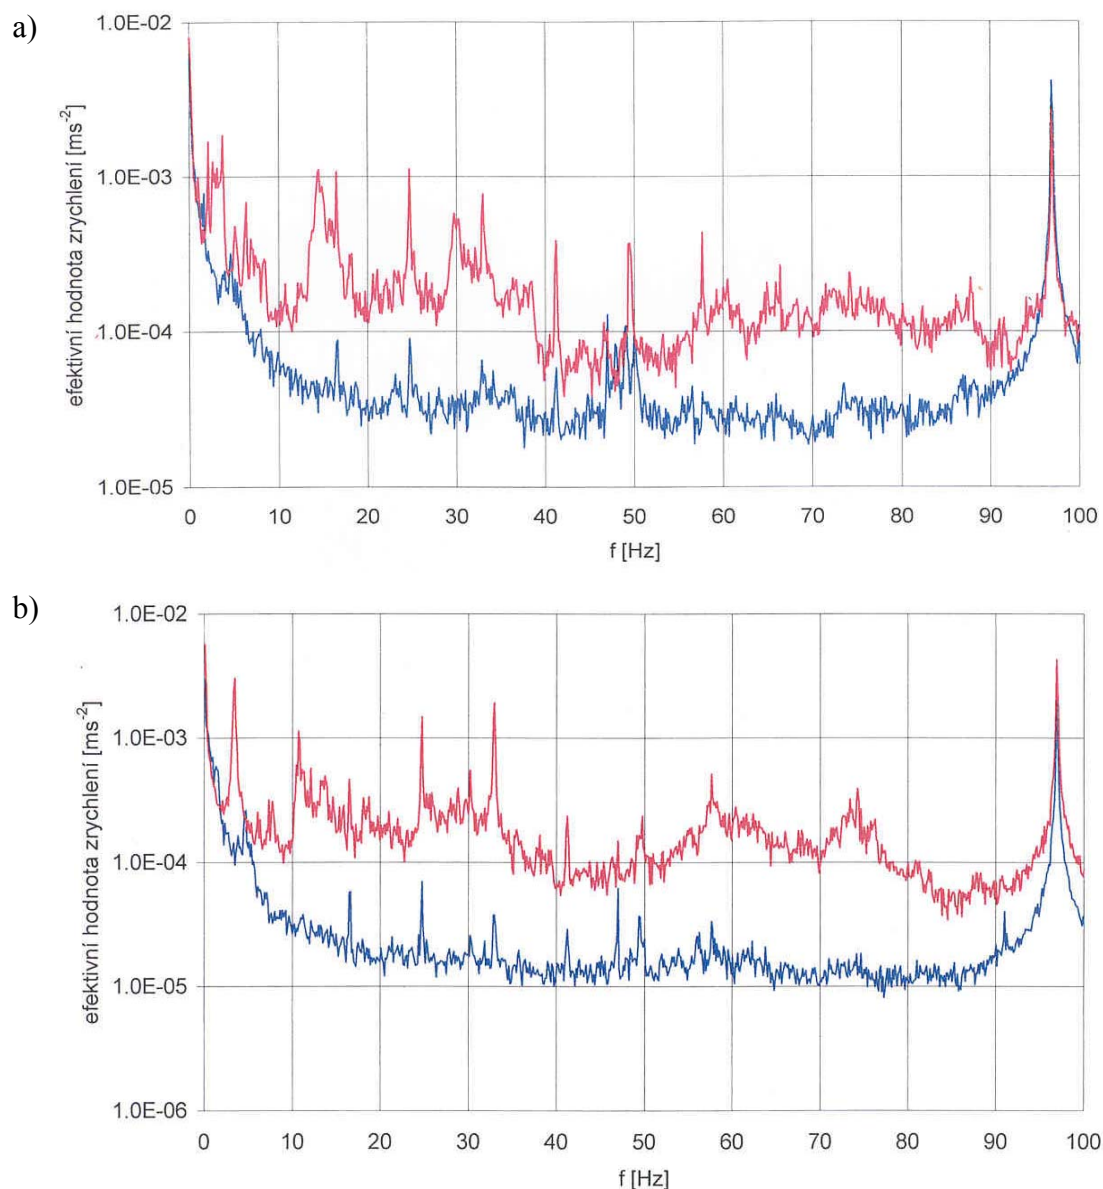 a)
1.0E-02
1.0E-03
1.0E-04
1.0E-05
efektivní hodnota zrychlení [ms⁻²]
0 10 20 30 40 50 60 70 80 90 100
f [Hz]
b)
1.0E-02
1.0E-03
1.0E-04
1.0E-05
1.0E-06
efektivní hodnota zrychlení [ms⁻²]
0 10 20 30 40 50 60 70 80 90 100
f [Hz]